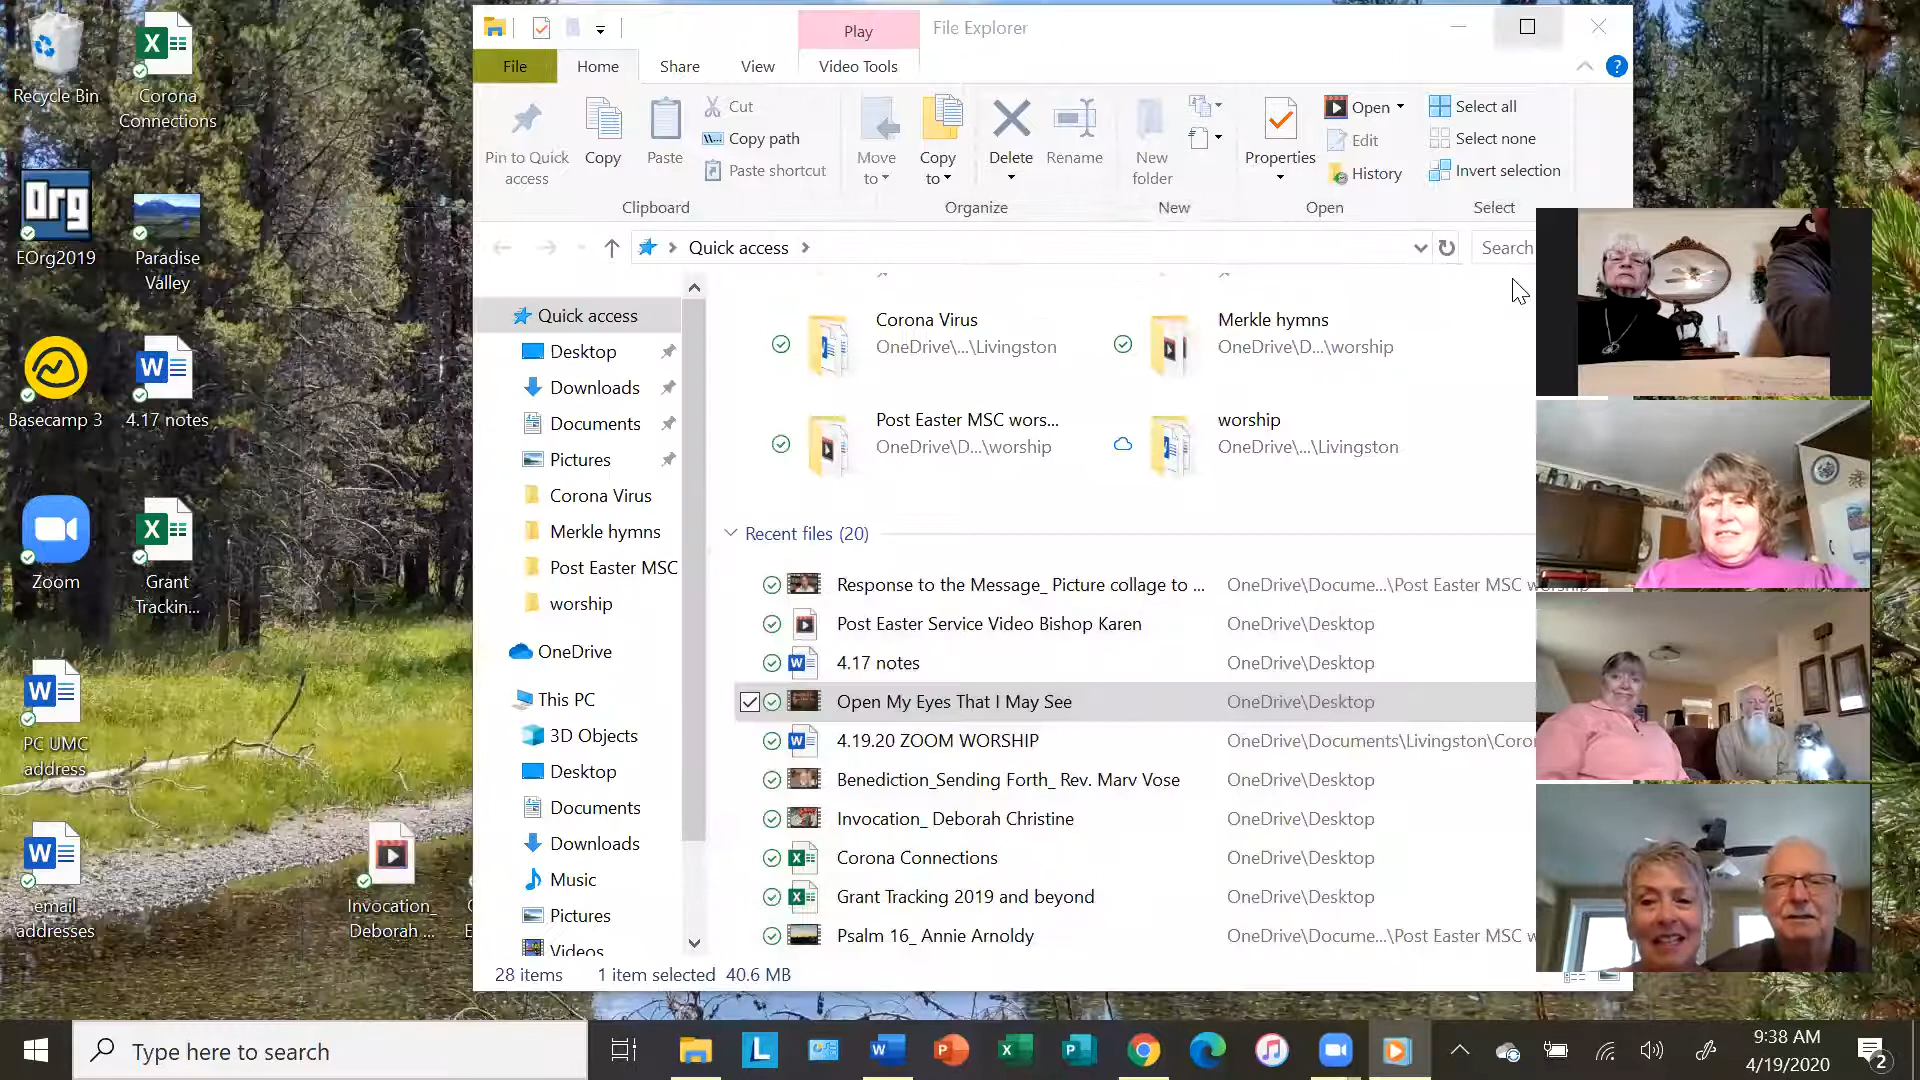 Recycle Bin
Corona
Connections
EOrg2019
Org
Paradise
Valley
Basecamp 3
4.17 notes
Zoom
Grant
Trackin...
PC UMC
address
email
addresses
Invocation_
Deborah ...
Play
File Explorer
File
Home
Share
View
Video Tools
Pin to Quick
access
Copy
Paste
Cut
Copy path
Paste shortcut
Clipboard
Move
to
Copy
to
Delete
Rename
Organize
New
folder
New
Properties
Open
Edit
History
Open
Select all
Select none
Invert selection
Select
Quick access
Search
Quick access
Desktop
Downloads
Documents
Pictures
Corona Virus
Merkle hymns
Post Easter MSC
worship
OneDrive
This PC
3D Objects
Desktop
Documents
Downloads
Music
Pictures
Videos
Corona Virus
OneDrive\...\Livingston
Merkle hymns
OneDrive\D...\worship
Post Easter MSC wors...
OneDrive\D...\worship
worship
OneDrive\...\Livingston
Recent files (20)
Response to the Message_ Picture collage to ... OneDrive\Docume...\Post Easter MSC worship
Post Easter Service Video Bishop Karen OneDrive\Desktop
4.17 notes OneDrive\Desktop
Open My Eyes That I May See OneDrive\Desktop
4.19.20 ZOOM WORSHIP OneDrive\Documents\Livingston\Coro
Benediction_Sending Forth_ Rev. Marv Vose OneDrive\Desktop
Invocation_ Deborah Christine OneDrive\Desktop
Corona Connections OneDrive\Desktop
Grant Tracking 2019 and beyond OneDrive\Desktop
Psalm 16_ Annie Arnoldy OneDrive\Docume...\Post Easter MSC w
28 items 1 item selected 40.6 MB
Type here to search
9:38 AM
4/19/2020
2